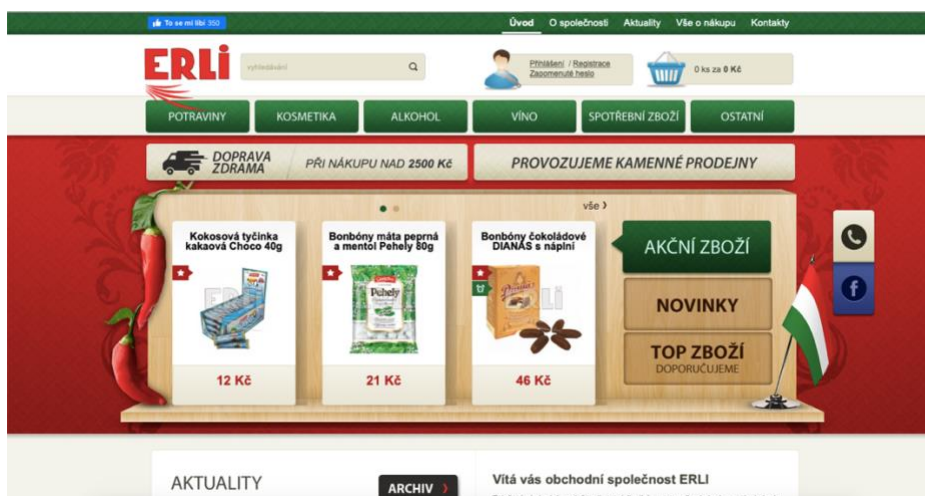 To se mi líbí 350
Úvod O společnosti Aktuality Vše o nákupu Kontakty
ERLI
vyhledávání
Přihlášení / Registrace
Zapomenuté heslo
0 ks za 0 Kč
POTRAVINY KOSMETIKA ALKOHOL VÍNO SPOTŘEBNÍ ZBOŽÍ OSTATNÍ
DOPRAVA ZDRAMA PŘI NÁKUPU NAD 2500 Kč
PROVOZUJEME KAMENNÉ PRODEJNY
vše
Kokosová tyčinka
kakaová Choco 40g
12 Kč
Bonbóny máta peprná
a mentol Pehely 80g
Pehely
21 Kč
Bonbóny čokoládové
DIANAS s náplní
46 Kč
AKČNÍ ZBOŽÍ
NOVINKY
TOP ZBOŽÍ
DOPORUČUJEME
AKTUALITY
ARCHIV
Vítá vás obchodní společnost ERLI